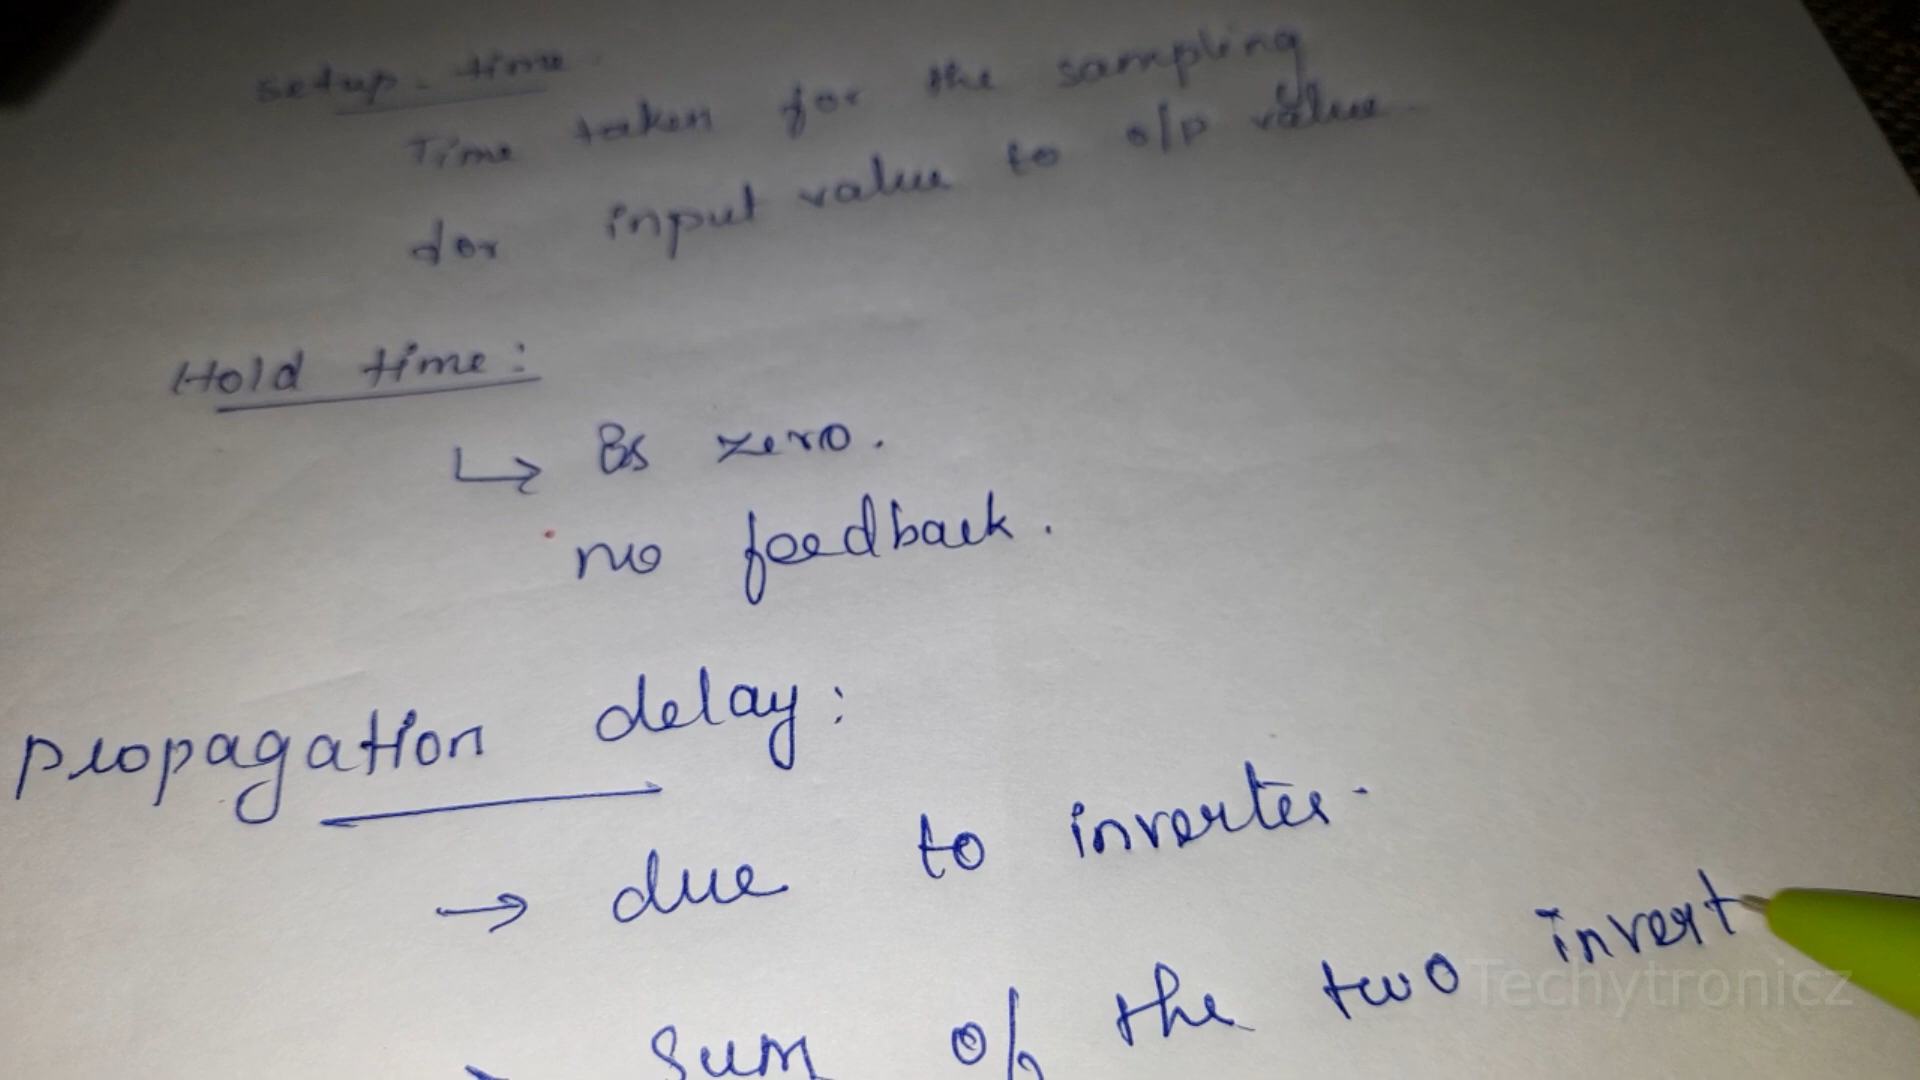 setup - time
Time taken for the sampling
for input value to o/p value
Hold time:
↳ Is zero.
no feedback.
propagation delay:
→ due to inverter.
sum of the two invert
Techytronicz